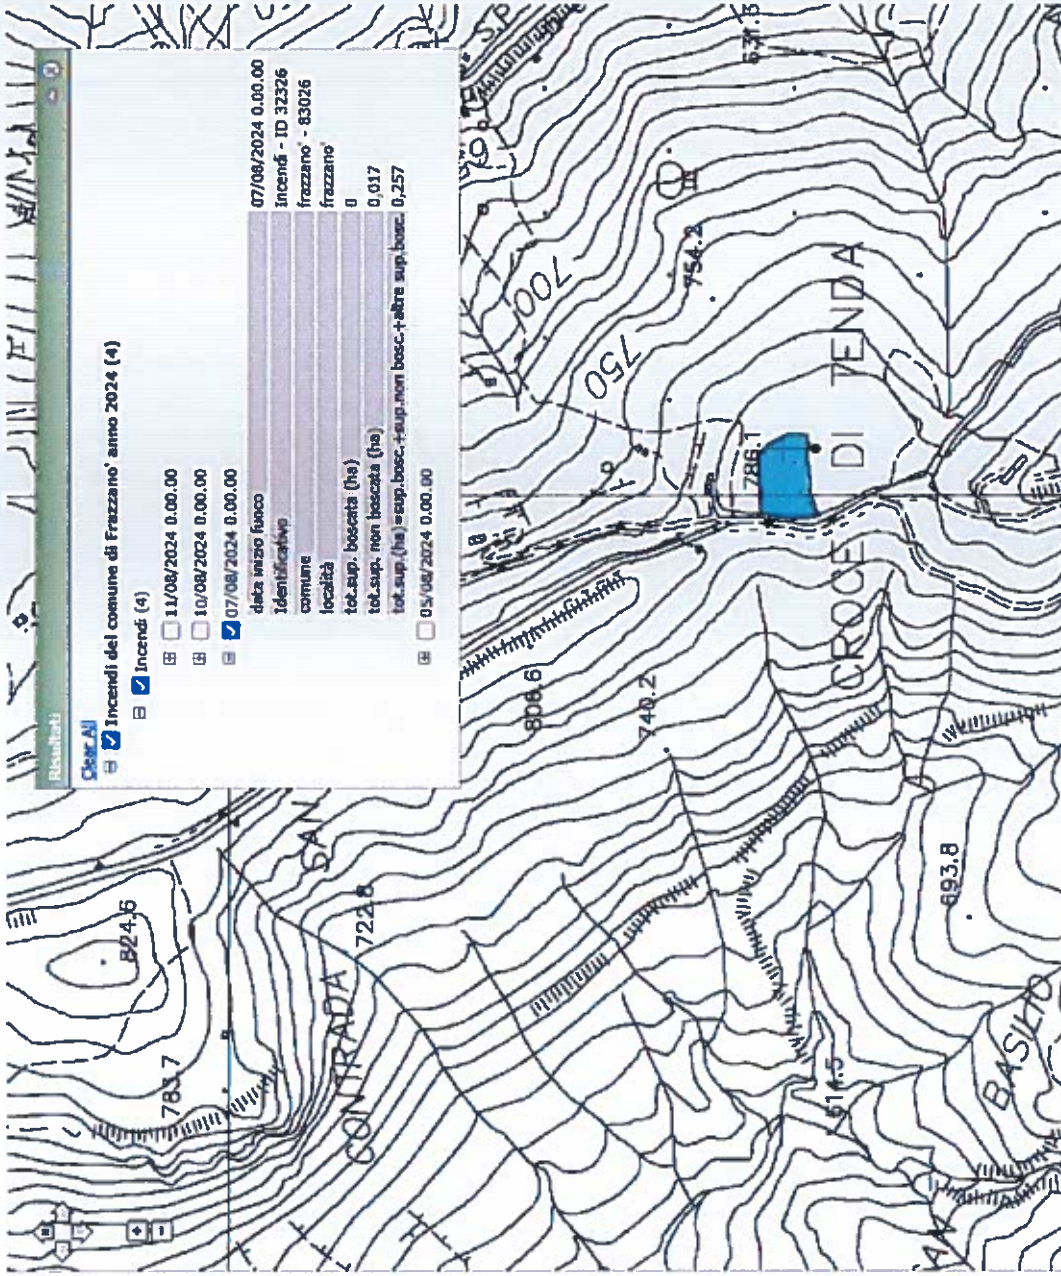 Risultati
Clear All
Incendi del comune di Frazzano' anno 2024 (4)
Incendi (4)
11/08/2024 0.00.00
10/08/2024 0.00.00
07/08/2024 0.00.00
data inizio fuoco 07/08/2024 0.00.00
Identificativo Incendi - ID 32326
comune frazzano' - 83026
località frazzano'
tot.sup. boscata (ha) 0
tot.sup. non boscata (ha) 0,017
tot.sup.(ha)=sup.bosc.+sup.non bosc.+altre sup.bosc. 0,257
05/08/2024 0.00.00
S.P.
631.5
700
750
754.2
786.1
CROCE DI TENDA
806.6
740.2
824.6
783.7
CONTRADA SAN
722.8
693.8
614.5
BASILIO